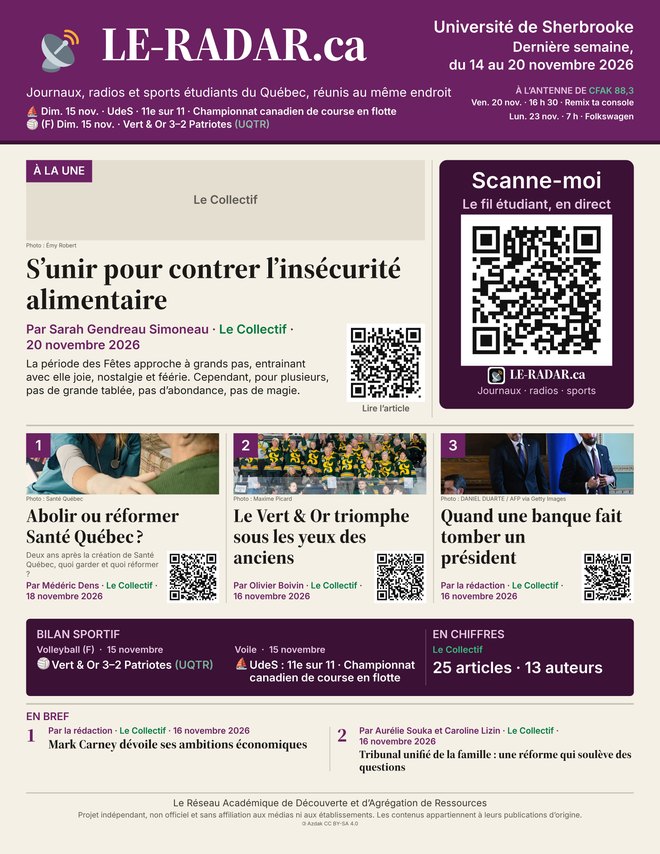 LE-RADAR.ca
Université de Sherbrooke
Dernière semaine,
du 14 au 20 novembre 2026
Journaux, radios et sports étudiants du Québec, réunis au même endroit
Dim. 15 nov. · UdeS · 11e sur 11 · Championnat canadien de course en flotte
(F) Dim. 15 nov. · Vert & Or 3–2 Patriotes (UQTR)
À L'ANTENNE DE CFAK 88,3
Ven. 20 nov. · 16 h 30 · Remix ta console
Lun. 23 nov. · 7 h · Folkswagen
À LA UNE
Le Collectif
Photo : Émy Robert
S'unir pour contrer l'insécurité
alimentaire
Par Sarah Gendreau Simoneau · Le Collectif ·
20 novembre 2026
La période des Fêtes approche à grands pas, entrainant
avec elle joie, nostalgie et féérie. Cependant, pour plusieurs,
pas de grande tablée, pas d'abondance, pas de magie.
Lire l'article
Scanne-moi
Le fil étudiant, en direct
LE-RADAR.ca
Journaux · radios · sports
1
Photo : Santé Québec
Abolir ou réformer
Santé Québec ?
Deux ans après la création de Santé
Québec, quoi garder et quoi réformer
?
Par Médéric Dens · Le Collectif ·
18 novembre 2026
2
Photo : Maxime Picard
Le Vert & Or triomphe
sous les yeux des
anciens
Par Olivier Boivin · Le Collectif ·
16 novembre 2026
3
Photo : DANIEL DUARTE / AFP via Getty Images
Quand une banque fait
tomber un
président
Par la rédaction · Le Collectif ·
16 novembre 2026
BILAN SPORTIF
Volleyball (F) · 15 novembre
Vert & Or 3–2 Patriotes (UQTR)
Voile · 15 novembre
UdeS : 11e sur 11 · Championnat
canadien de course en flotte
EN CHIFFRES
Le Collectif
25 articles · 13 auteurs
EN BREF
1
Par la rédaction · Le Collectif · 16 novembre 2026
Mark Carney dévoile ses ambitions économiques
2
Par Aurélie Souka et Caroline Lizin · Le Collectif ·
16 novembre 2026
Tribunal unifié de la famille : une réforme qui soulève des
questions
Le Réseau Académique de Découverte et d'Agrégation de Ressources
Projet indépendant, non officiel et sans affiliation aux médias ni aux établissements. Les contenus appartiennent à leurs publications d'origine.
Azdak CC BY-SA 4.0